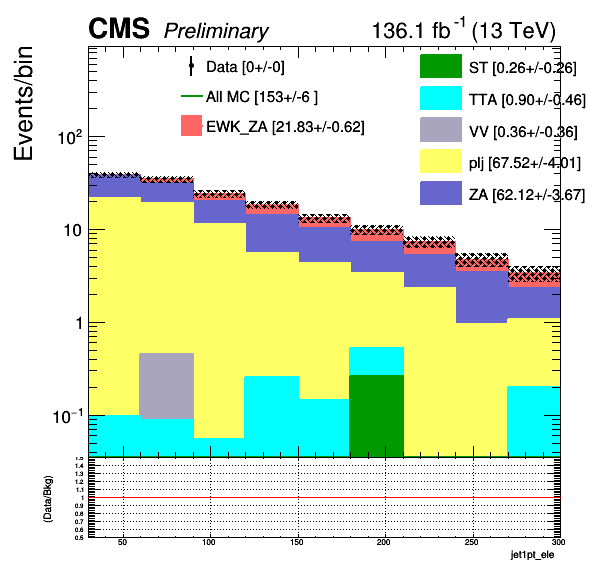 CMS Preliminary 136.1 fb⁻¹ (13 TeV)
Events/bin
Data [0+/-0]
All MC [153+/-6 ]
EWK_ZA [21.83+/-0.62]
ST [0.26+/-0.26]
TTA [0.90+/-0.46]
VV [0.36+/-0.36]
plj [67.52+/-4.01]
ZA [62.12+/-3.67]
10²
10
1
10⁻¹
(Data/Bkg)
1.5
1.4
1.3
1.2
1.1
1
0.9
0.8
0.7
0.6
0.5
50 100 150 200 250 300
jet1pt_ele